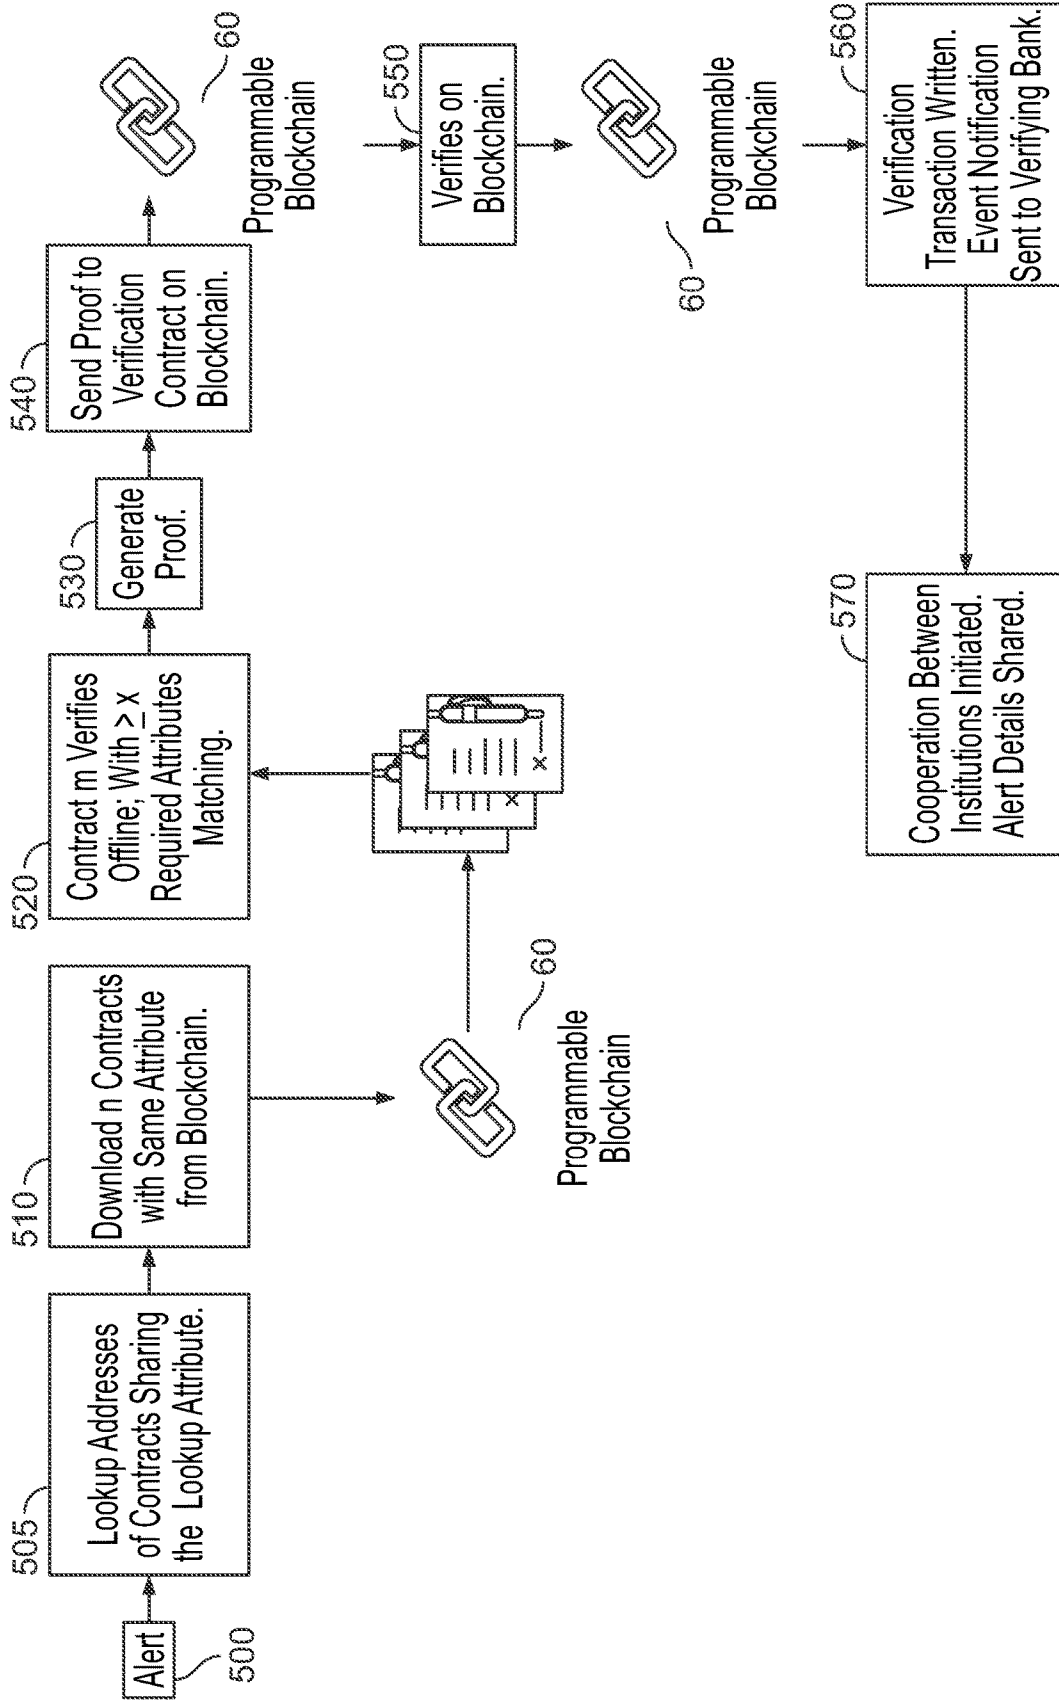 500
Alert
505
Lookup Addresses
of Contracts Sharing
the Lookup Attribute.
510
Download n Contracts
with Same Attribute
from Blockchain.
60
Programmable
Blockchain
520
Contract m Verifies
Offline; With ≥ x
Required Attributes
Matching.
530
Generate
Proof.
540
Send Proof to
Verification
Contract on
Blockchain.
60
Programmable
Blockchain
550
Verifies on
Blockchain.
60
Programmable
Blockchain
560
Verification
Transaction Written.
Event Notification
Sent to Verifying Bank.
570
Cooperation Between
Institutions Initiated.
Alert Details Shared.
x
x